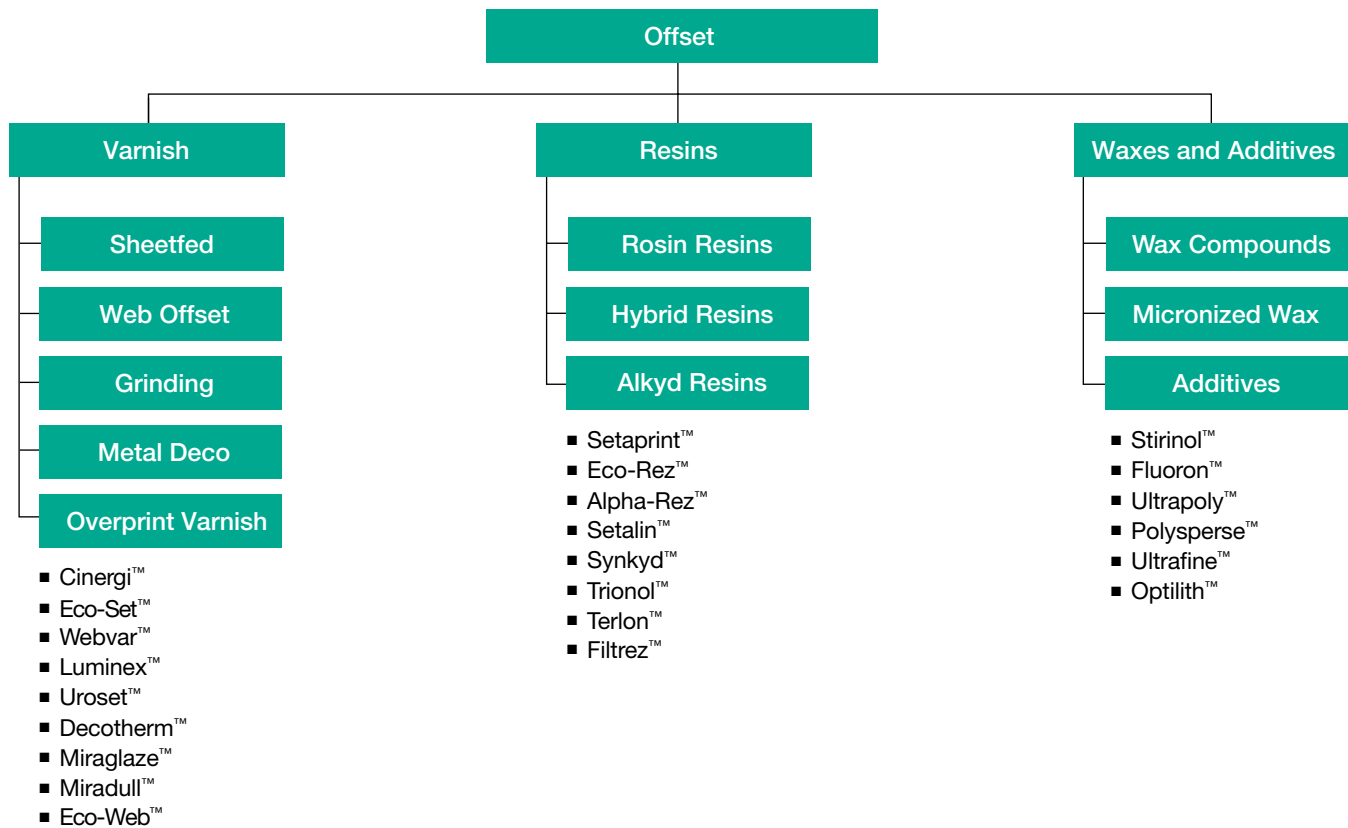 Offset
Varnish
Sheetfed
Web Offset
Grinding
Metal Deco
Overprint Varnish
■ Cinergi™
■ Eco-Set™
■ Webvar™
■ Luminex™
■ Uroset™
■ Decotherm™
■ Miraglaze™
■ Miradull™
■ Eco-Web™
Resins
Rosin Resins
Hybrid Resins
Alkyd Resins
■ Setaprint™
■ Eco-Rez™
■ Alpha-Rez™
■ Setalin™
■ Synkyd™
■ Trionol™
■ Terlon™
■ Filtrez™
Waxes and Additives
Wax Compounds
Micronized Wax
Additives
■ Stirinol™
■ Fluoron™
■ Ultrapoly™
■ Polysperse™
■ Ultrafine™
■ Optilith™